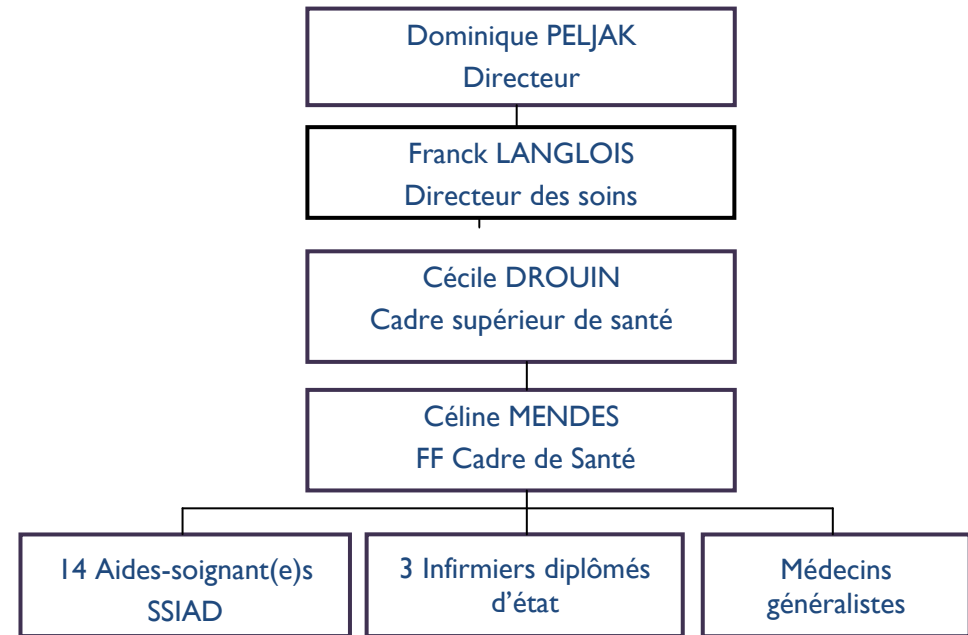 Dominique PELJAK
Directeur
Franck LANGLOIS
Directeur des soins
Cécile DROUIN
Cadre supérieur de santé
Céline MENDES
FF Cadre de Santé
14 Aides-soignant(e)s
SSIAD
3 Infirmiers diplômés
d’état
Médecins
généralistes